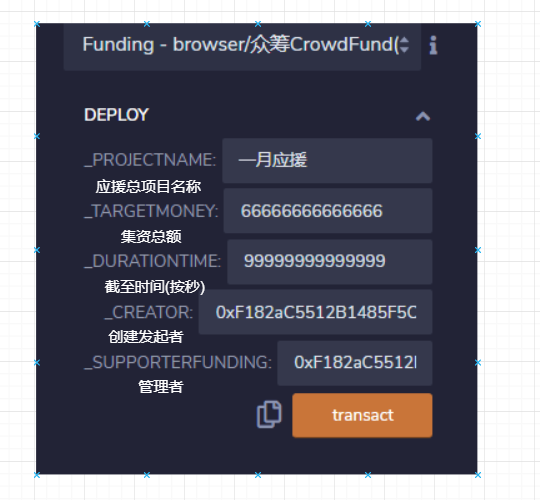 Funding - browser/众筹CrowdFund(
DEPLOY
_PROJECTNAME: 一月应援
应援总项目名称
_TARGETMONEY: 66666666666666
集资总额
_DURATIONTIME: 99999999999999
截至时间(按秒)
_CREATOR: 0xF182aC5512B1485F5C
创建发起者
_SUPPORTERFUNDING: 0xF182aC5512
管理者
transact